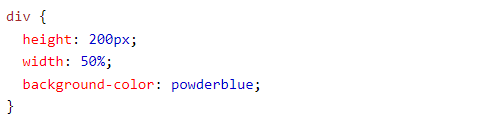 div {
  height: 200px;
  width: 50%;
  background-color: powderblue;
}